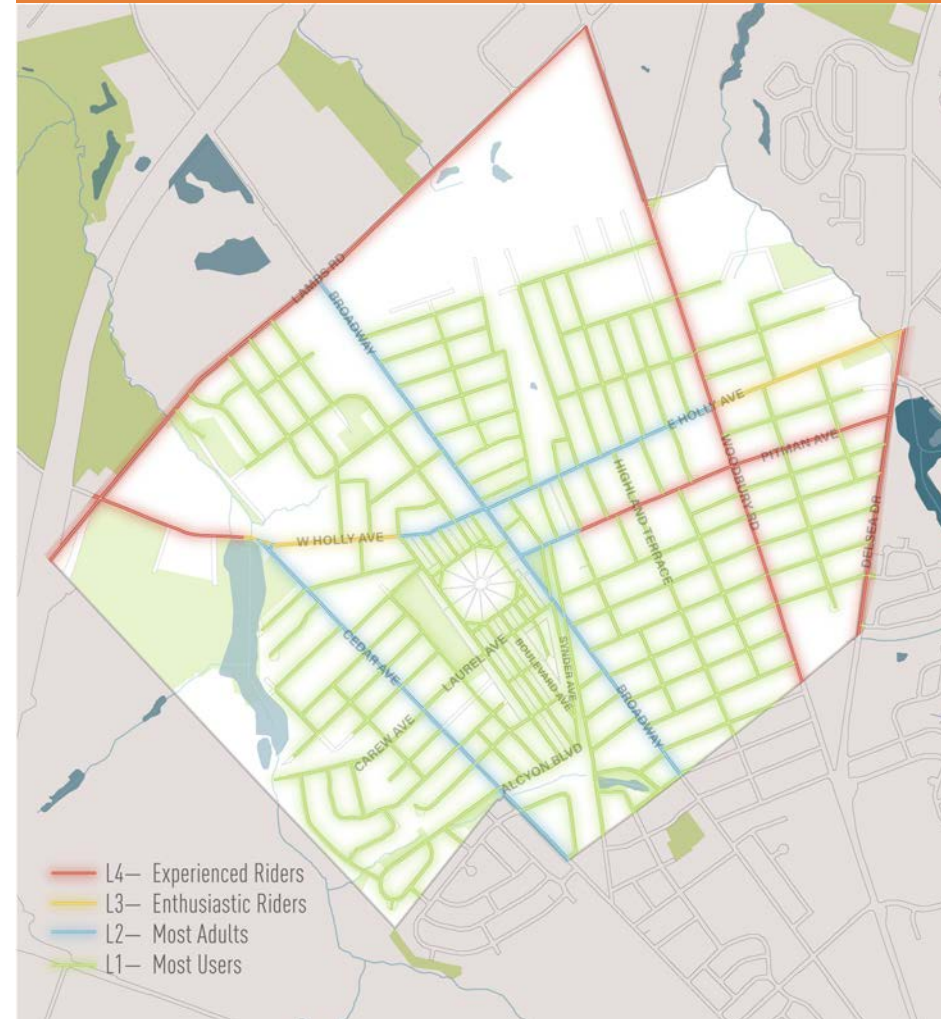 LAMBS RD
BROADWAY
E HOLLY AVE
PITMAN AVE
WOODBURY RD
HIGHLAND TERRACE
DELSEA DR
W HOLLY AVE
CEDAR AVE
LAUREL AVE
BOULEVARD AVE
SYNDER AVE
CAREW AVE
BROADWAY
ALCYON BLVD
L4— Experienced Riders
L3— Enthusiastic Riders
L2— Most Adults
L1— Most Users